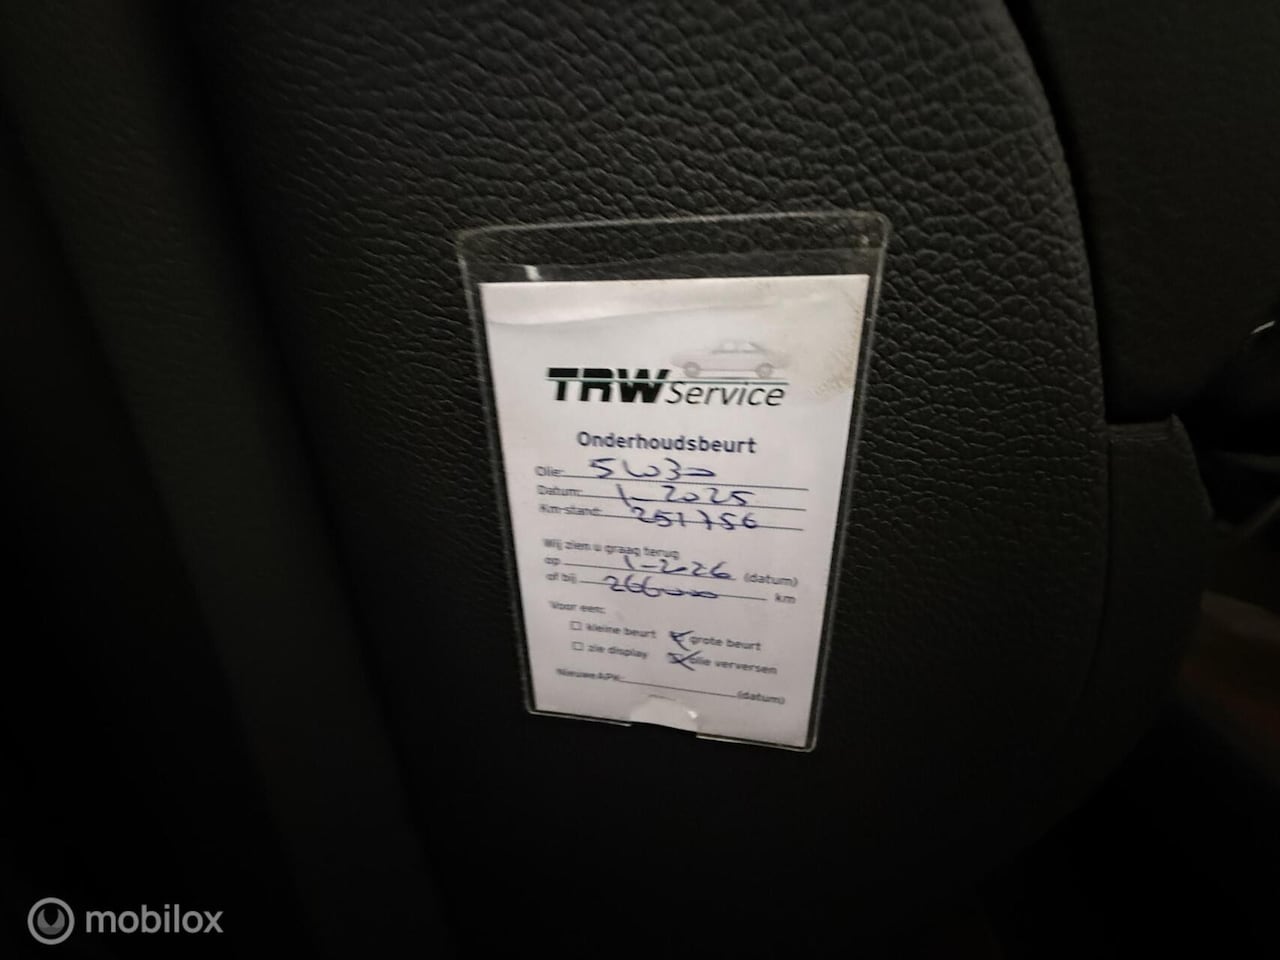 TRW Service
Onderhoudsbeurt
Olie: 5W30
Datum: 1-2025
Km-stand: 251756
Wij zien u graag terug
op 1-2026 (datum)
of bij 266000 km
Voor een:
kleine beurt grote beurt
zie display olie verversen
Nieuwe APK: (datum)
mobilox